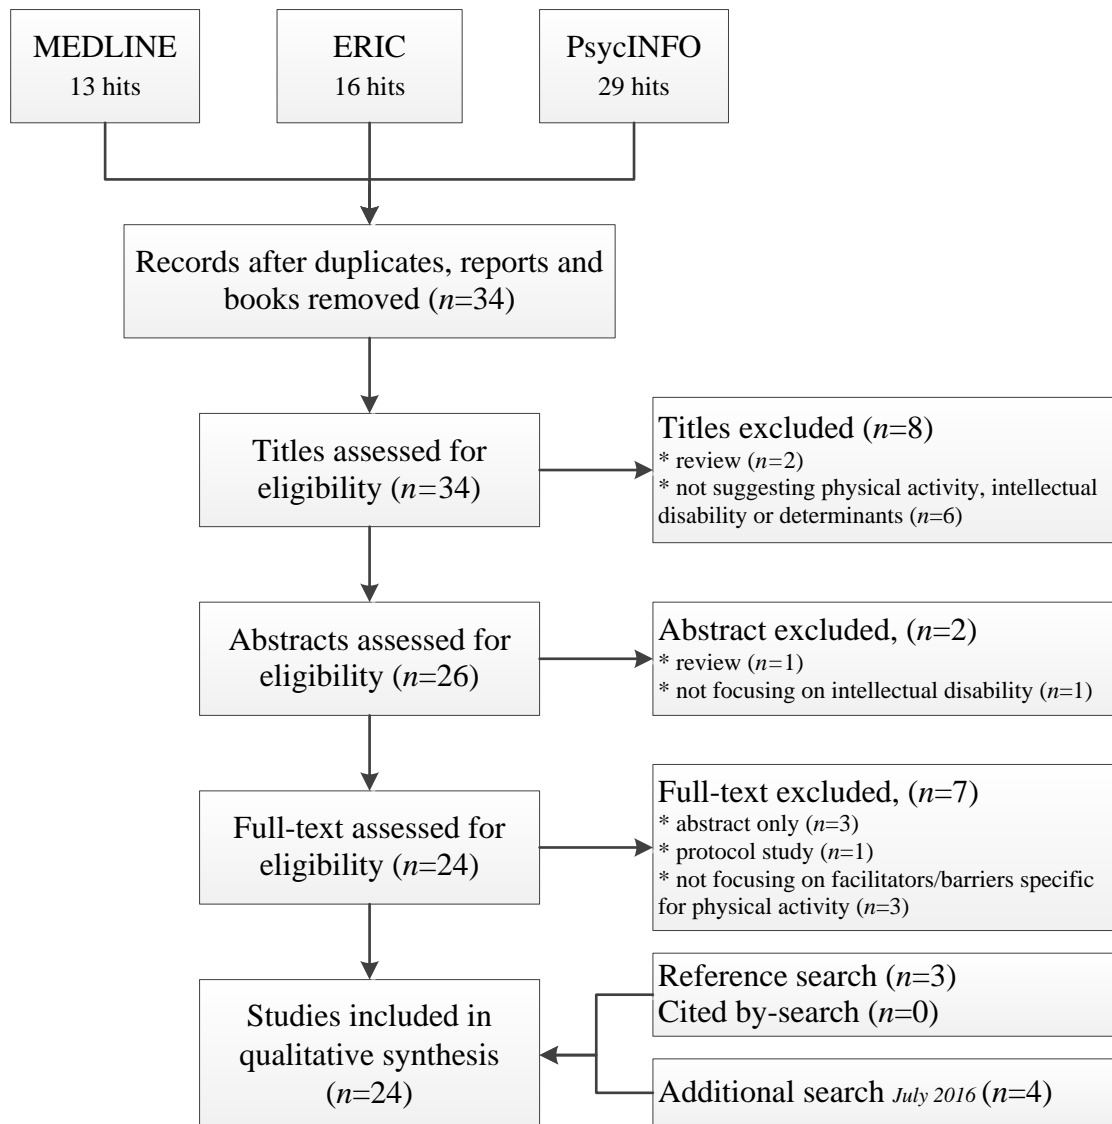 MEDLINE
13 hits
ERIC
16 hits
PsycINFO
29 hits
Records after duplicates, reports and
books removed (n=34)
Titles assessed for
eligibility (n=34)
Titles excluded (n=8)
* review (n=2)
* not suggesting physical activity, intellectual
disability or determinants (n=6)
Abstracts assessed for
eligibility (n=26)
Abstract excluded, (n=2)
* review (n=1)
* not focusing on intellectual disability (n=1)
Full-text assessed for
eligibility (n=24)
Full-text excluded, (n=7)
* abstract only (n=3)
* protocol study (n=1)
* not focusing on facilitators/barriers specific
for physical activity (n=3)
Studies included in
qualitative synthesis
(n=24)
Reference search (n=3)
Cited by-search (n=0)
Additional search July 2016 (n=4)